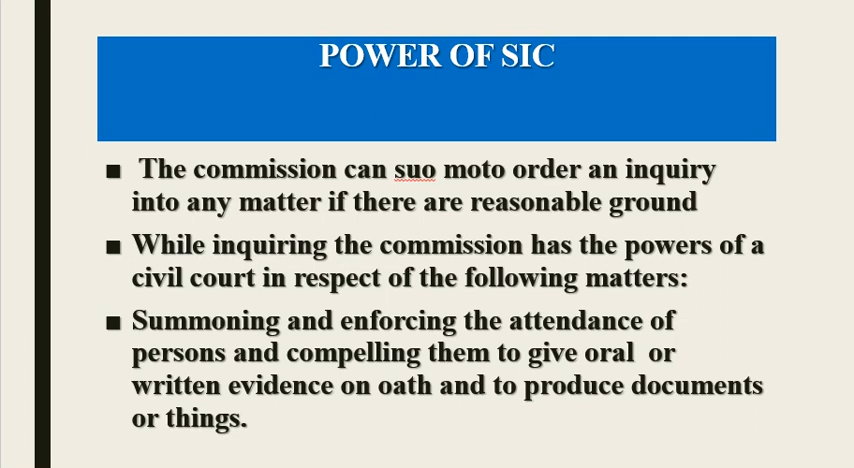 POWER OF SIC
■ The commission can suo moto order an inquiry
into any matter if there are reasonable ground
■ While inquiring the commission has the powers of a
civil court in respect of the following matters:
■ Summoning and enforcing the attendance of
persons and compelling them to give oral or
written evidence on oath and to produce documents
or things.